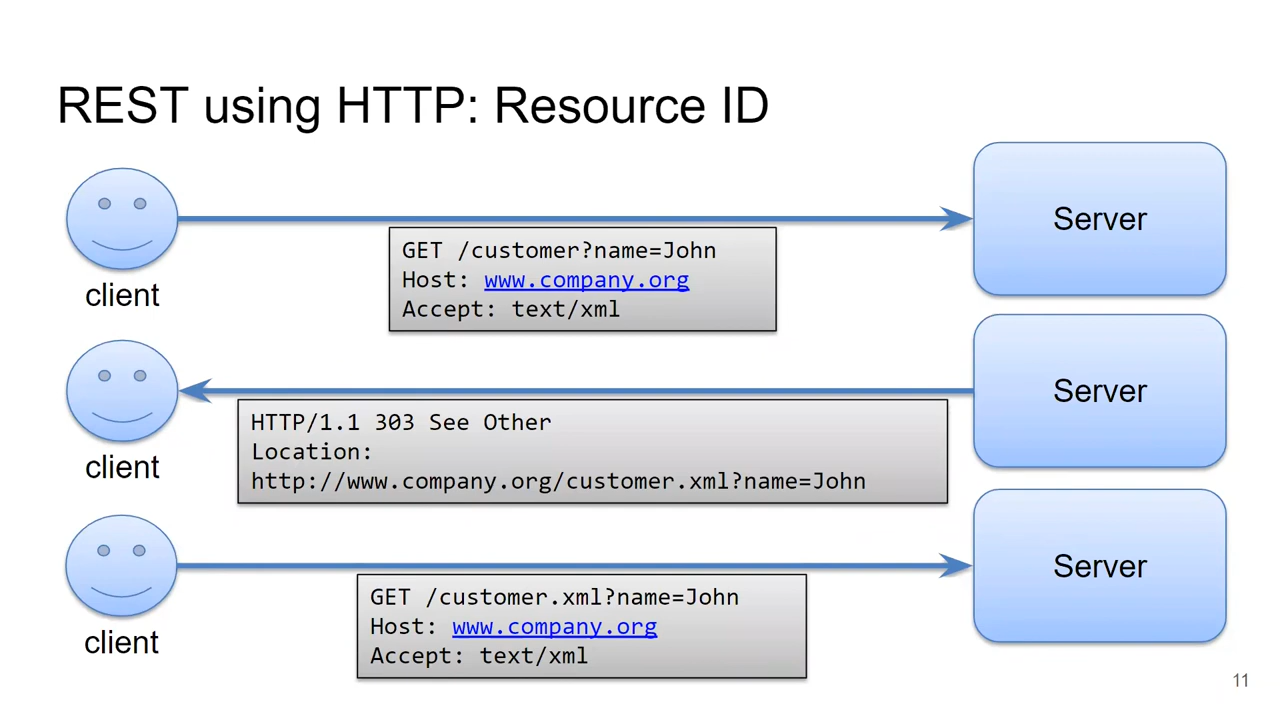 REST using HTTP: Resource ID
client
GET /customer?name=John
Host: www.company.org
Accept: text/xml
Server
client
HTTP/1.1 303 See Other
Location:
http://www.company.org/customer.xml?name=John
Server
client
GET /customer.xml?name=John
Host: www.company.org
Accept: text/xml
Server
11